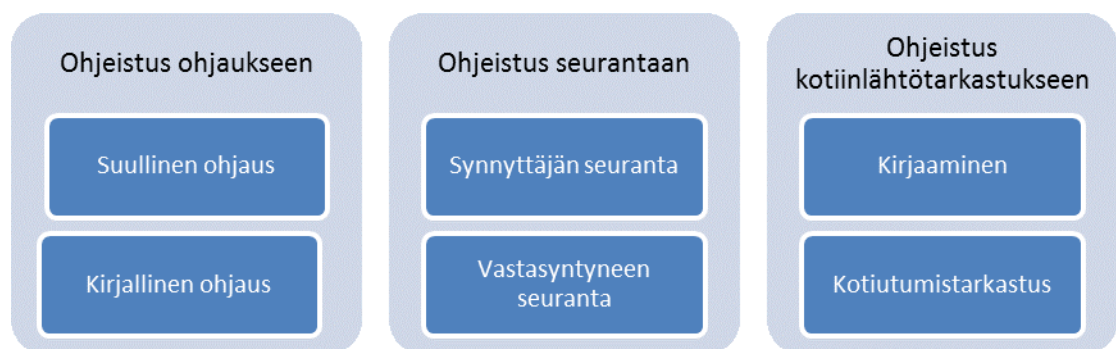 Ohjeistus ohjaukseen
Suullinen ohjaus
Kirjallinen ohjaus
Ohjeistus seurantaan
Synnyttäjän seuranta
Vastasyntyneen
seuranta
Ohjeistus
kotiinlähtötarkastukseen
Kirjaaminen
Kotiutumistarkastus